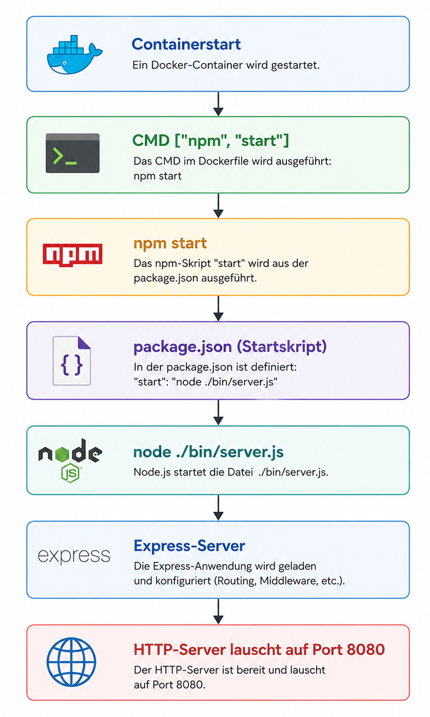 Containerstart
Ein Docker-Container wird gestartet.
>_
CMD ["npm", "start"]
Das CMD im Dockerfile wird ausgeführt:
npm start
npm
npm start
Das npm-Skript "start" wird aus der
package.json ausgeführt.
{ }
package.json (Startskript)
In der package.json ist definiert:
"start": "node ./bin/server.js"
node
JS
node ./bin/server.js
Node.js startet die Datei ./bin/server.js.
express
Express-Server
Die Express-Anwendung wird geladen
und konfiguriert (Routing, Middleware, etc.).
HTTP-Server lauscht auf Port 8080
Der HTTP-Server ist bereit und lauscht
auf Port 8080.